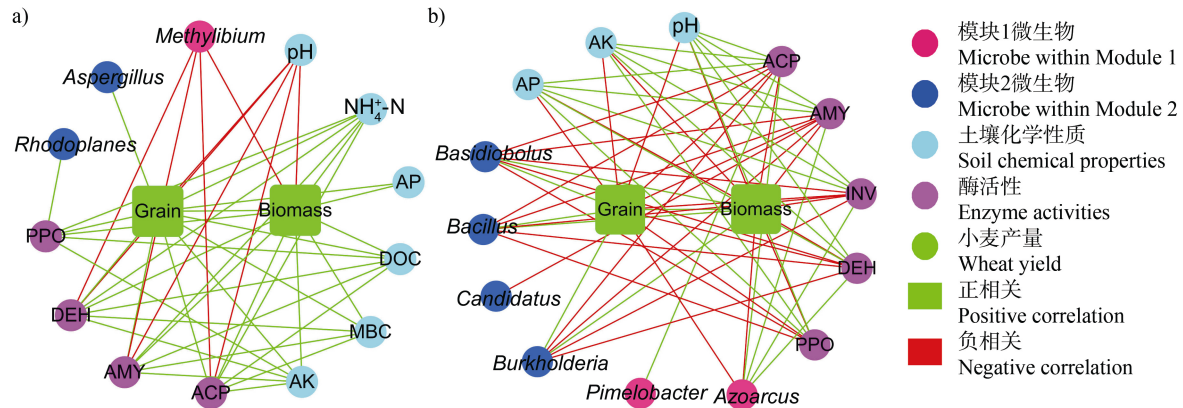 a)
Methylibium
pH
Aspergillus
NH₄⁺-N
Rhodoplanes
AP
Grain
Biomass
PPO
DOC
DEH
MBC
AMY
ACP
AK
b)
pH
AK
ACP
AP
AMY
Basidiobolus
INV
Grain
Biomass
Bacillus
DEH
Candidatus
PPO
Burkholderia
Pimelobacter
Azoarcus
模块1微生物
Microbe within Module 1
模块2微生物
Microbe within Module 2
土壤化学性质
Soil chemical properties
酶活性
Enzyme activities
小麦产量
Wheat yield
正相关
Positive correlation
负相关
Negative correlation